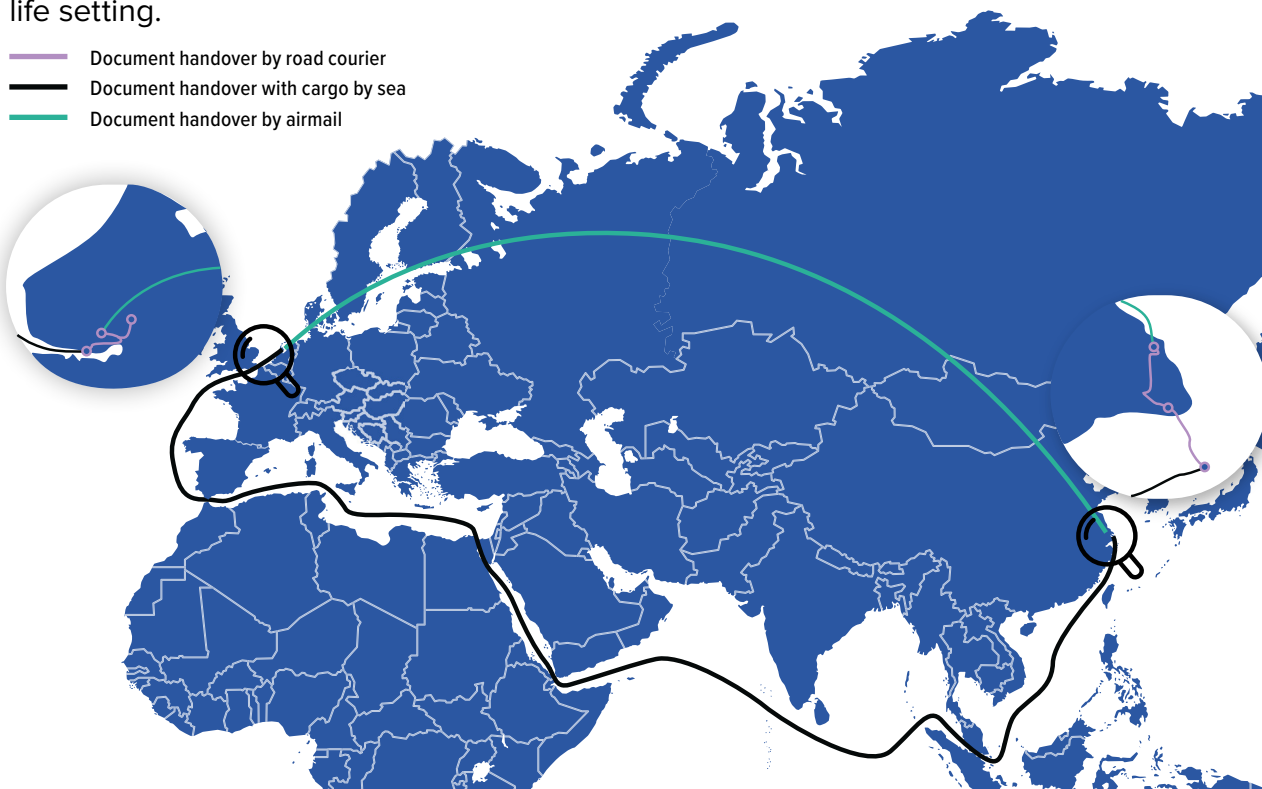 life setting.
Document handover by road courier
Document handover with cargo by sea
Document handover by airmail